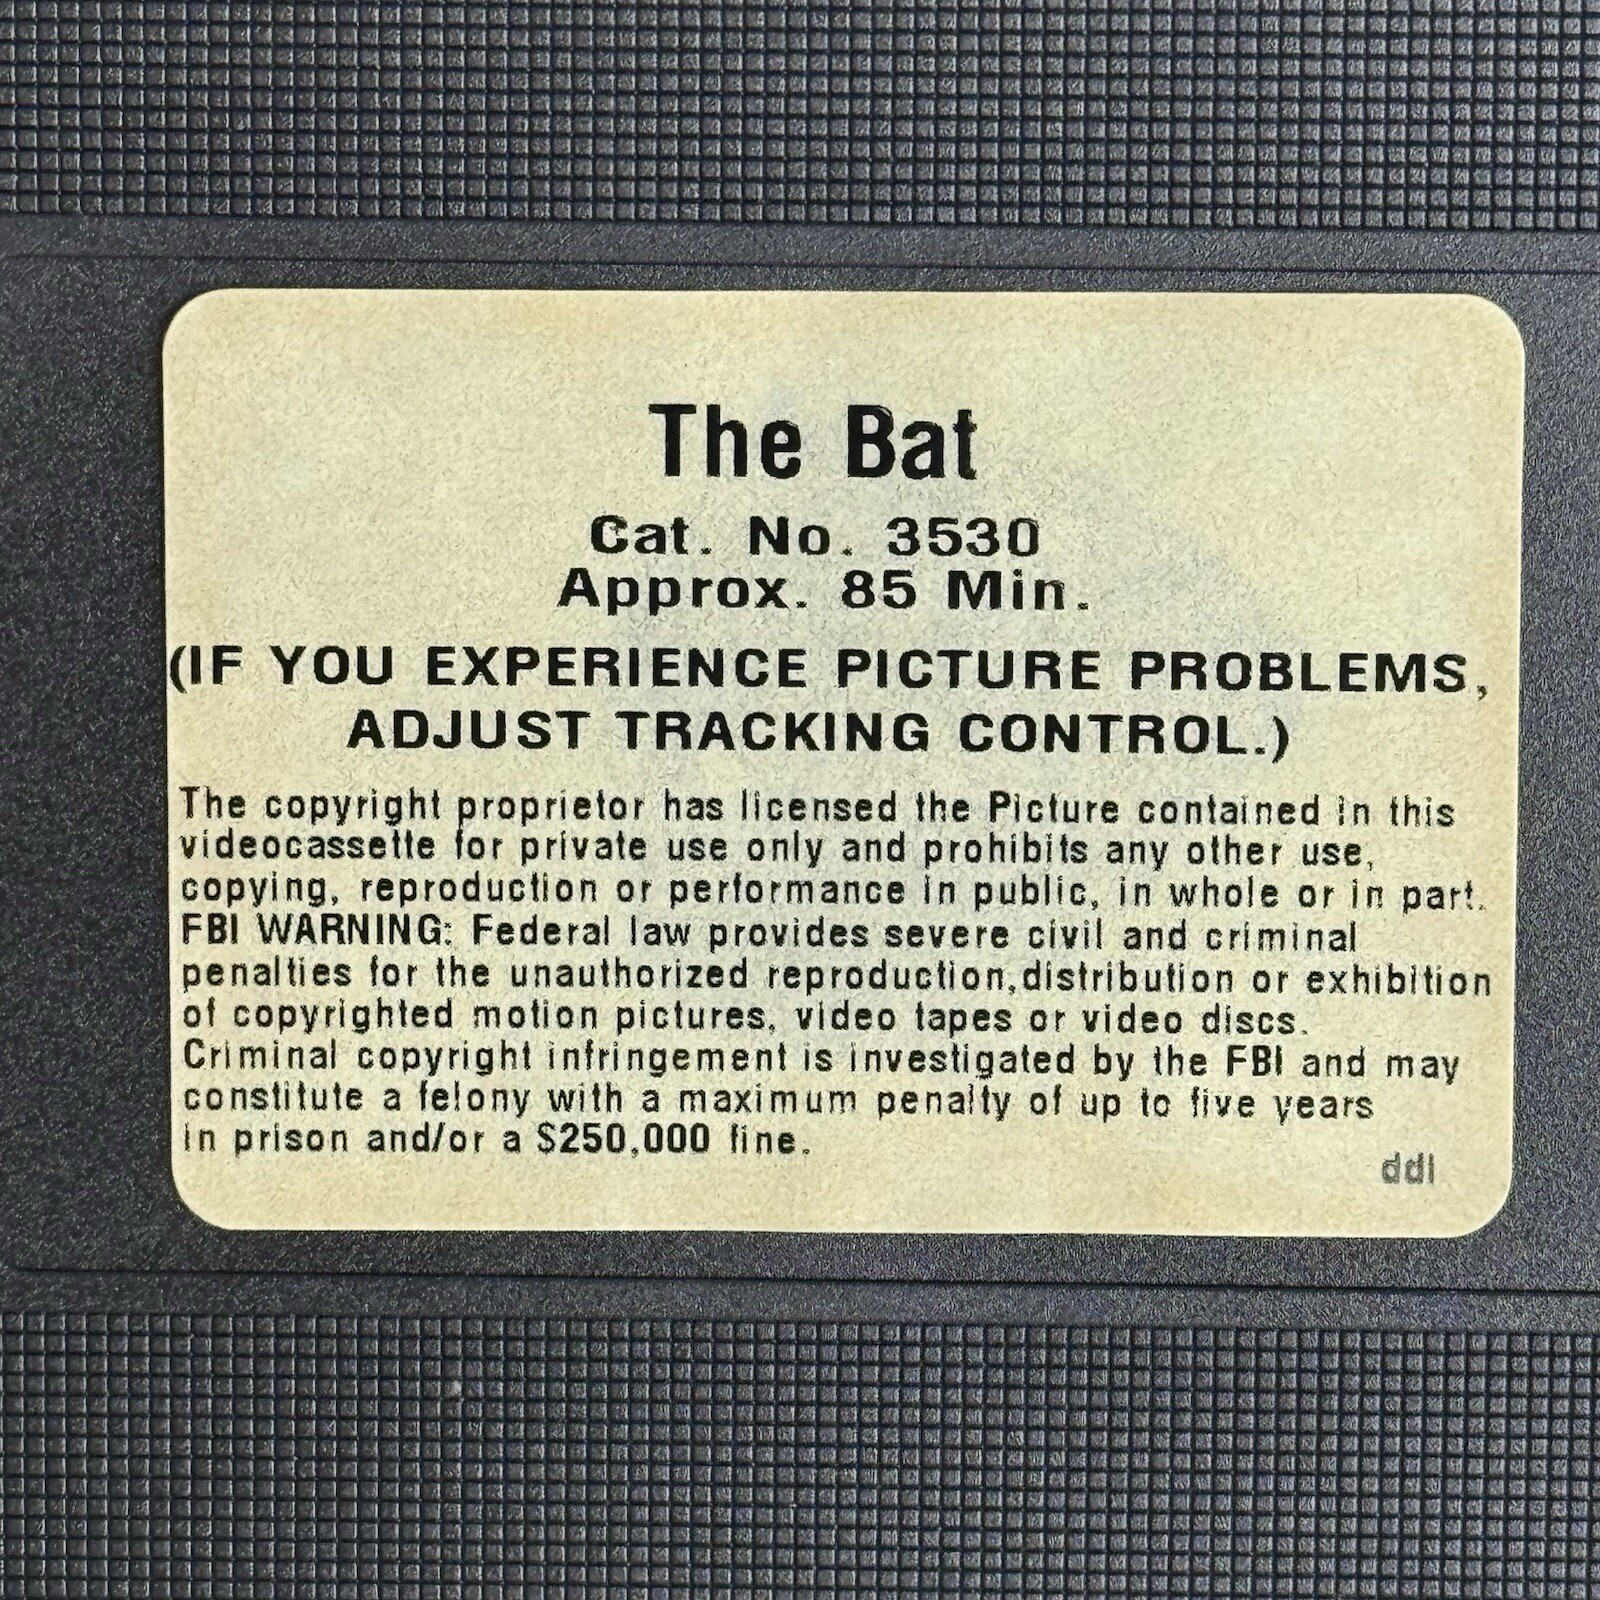 The Bat
Cat. No. 3530
Approx. 85 Min.
(IF YOU EXPERIENCE PICTURE PROBLEMS,
ADJUST TRACKING CONTROL.)
The copyright proprietor has licensed the Picture contained in this
videocassette for private use only and prohibits any other use,
copying, reproduction or performance in public, in whole or in part.
FBI WARNING: Federal law provides severe civil and criminal
penalties for the unauthorized reproduction,distribution or exhibition
of copyrighted motion pictures, video tapes or video discs.
Criminal copyright infringement is investigated by the FBI and may
constitute a felony with a maximum penalty of up to five years
in prison and/or a $250,000 fine.
ddl